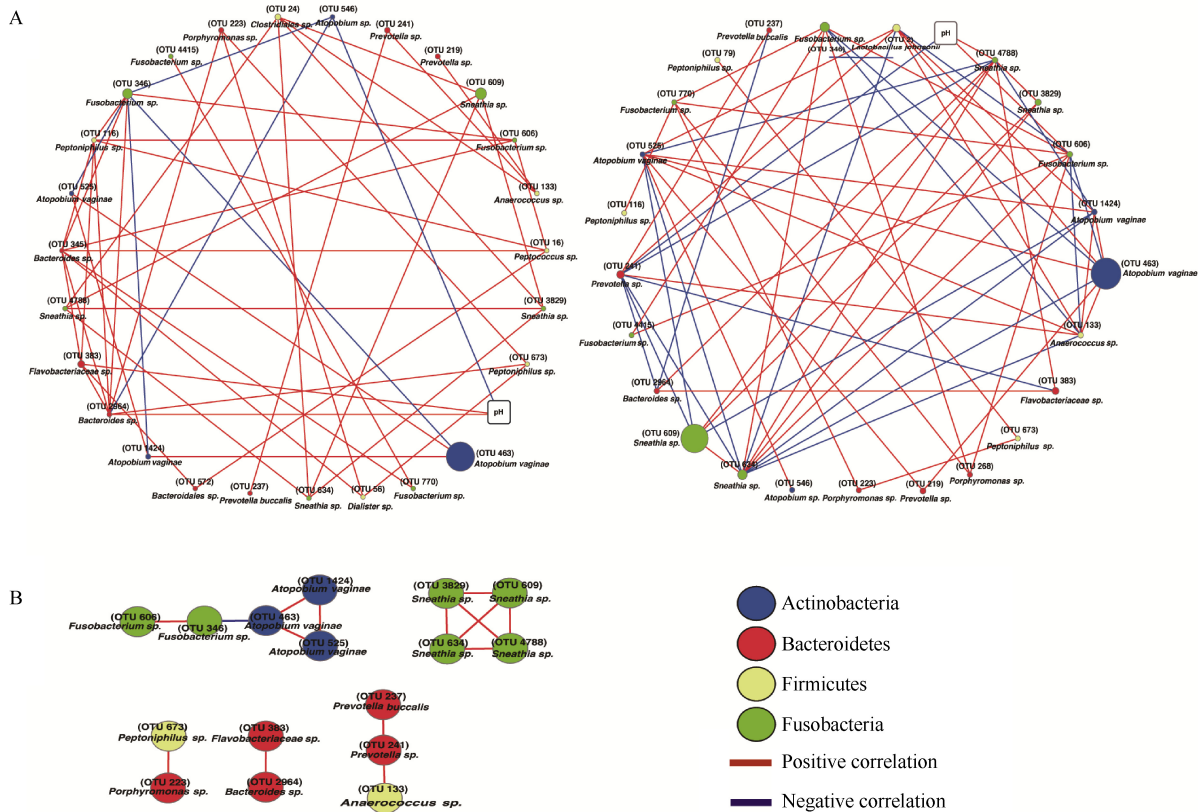 A
(OTU 24)
Clostridiales sp.
(OTU 546)
Atopobium sp.
(OTU 223)
Porphyromonas sp.
(OTU 241)
Prevotella sp.
(OTU 4415)
Fusobacterium sp.
(OTU 219)
Prevotella sp.
(OTU 346)
Fusobacterium sp.
(OTU 609)
Sneathia sp.
(OTU 116)
Peptoniphilus sp.
(OTU 606)
Fusobacterium sp.
(OTU 525)
Atopobium vaginae
(OTU 133)
Anaerococcus sp.
(OTU 345)
Bacteroides sp.
(OTU 16)
Peptococcus sp.
(OTU 4788)
Sneathia sp.
(OTU 3829)
Sneathia sp.
(OTU 383)
Flavobacteriaceae sp.
(OTU 673)
Peptoniphilus sp.
(OTU 2964)
Bacteroides sp.
pH
(OTU 1424)
Atopobium vaginae
(OTU 463)
Atopobium vaginae
(OTU 572)
Bacteroidales sp.
(OTU 237)
Prevotella buccalis
(OTU 634)
Sneathia sp.
(OTU 56)
Dialister sp.
(OTU 770)
Fusobacterium sp.
(OTU 237)
Prevotella buccalis
Fusobacterium sp.
(OTU 346)
(OTU 2)
Lactobacillus johnsonii
pH
(OTU 79)
Peptoniphilus sp.
(OTU 4788)
Sneathia sp.
(OTU 770)
Fusobacterium sp.
(OTU 3829)
Sneathia sp.
(OTU 525)
Atopobium vaginae
(OTU 606)
Fusobacterium sp.
(OTU 116)
Peptoniphilus sp.
(OTU 1424)
Atopobium vaginae
(OTU 241)
Prevotella sp.
(OTU 463)
Atopobium vaginae
(OTU 4415)
Fusobacterium sp.
(OTU 133)
Anaerococcus sp.
(OTU 2964)
Bacteroides sp.
(OTU 383)
Flavobacteriaceae sp.
(OTU 609)
Sneathia sp.
(OTU 673)
Peptoniphilus sp.
(OTU 634)
Sneathia sp.
(OTU 546)
Atopobium sp.
(OTU 223)
Porphyromonas sp.
(OTU 219)
Prevotella sp.
(OTU 268)
Porphyromonas sp.
B
(OTU 606)
Fusobacterium sp.
(OTU 346)
Fusobacterium sp.
(OTU 463)
Atopobium vaginae
(OTU 1424)
Atopobium vaginae
(OTU 525)
Atopobium vaginae
(OTU 3829)
Sneathia sp.
(OTU 609)
Sneathia sp.
(OTU 634)
Sneathia sp.
(OTU 4788)
Sneathia sp.
(OTU 673)
Peptoniphilus sp.
(OTU 223)
Porphyromonas sp.
(OTU 383)
Flavobacteriaceae sp.
(OTU 2964)
Bacteroides sp.
(OTU 237)
Prevotella buccalis
(OTU 241)
Prevotella sp.
(OTU 133)
Anaerococcus sp.
Actinobacteria
Bacteroidetes
Firmicutes
Fusobacteria
Positive correlation
Negative correlation